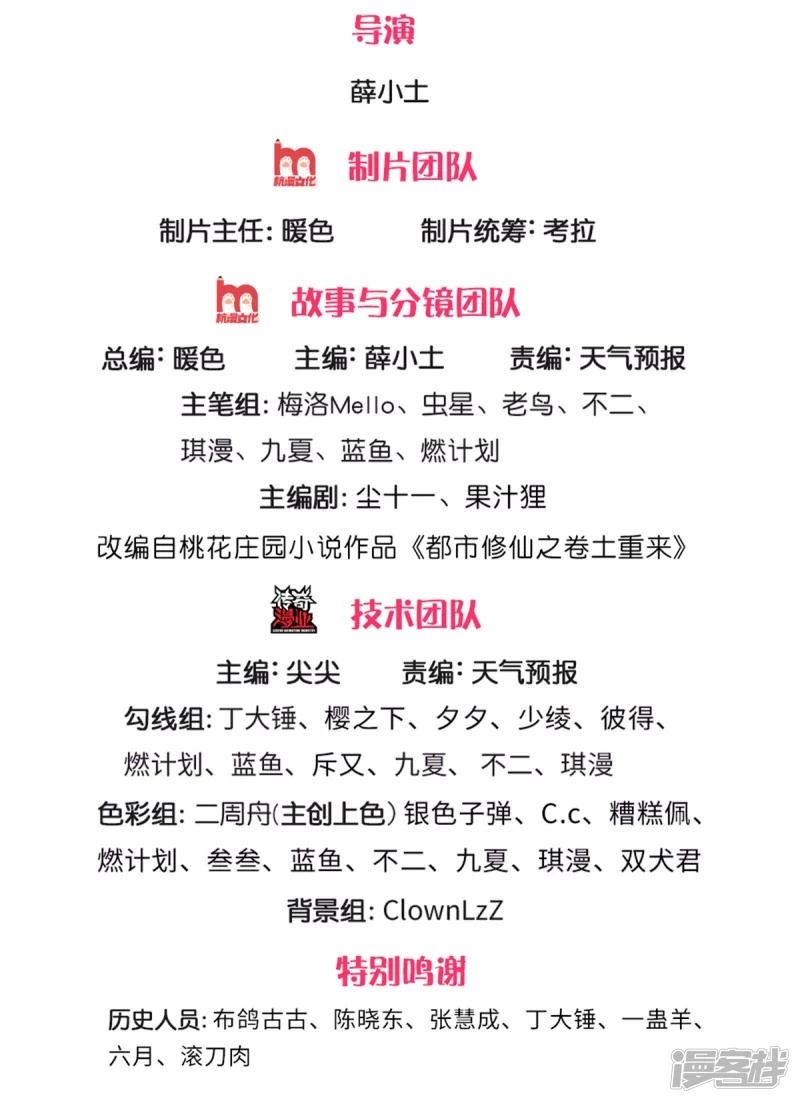 导演
薛小土
杭漫文化
制片团队
制片主任：暖色 制片统筹：考拉
杭漫文化
故事与分镜团队
总编：暖色 主编：薛小土 责编：天气预报
主笔组：梅洛Mello、虫星、老鸟、不二、
琪漫、九夏、蓝鱼、燃计划
主编剧：尘十一、果汁狸
改编自桃花庄园小说作品《都市修仙之卷土重来》
传奇漫业
LEGEND ANIMATION INDUSTRY
技术团队
主编：尖尖 责编：天气预报
勾线组：丁大锤、樱之下、夕夕、少绫、彼得、
燃计划、蓝鱼、斥又、九夏、不二、琪漫
色彩组：二周舟(主创上色)银色子弹、C.c、糟糕佩、
燃计划、叁叁、蓝鱼、不二、九夏、琪漫、双犬君
背景组：ClownLzZ
特别鸣谢
历史人员：布鸽古古、陈晓东、张慧成、丁大锤、一蛊羊、
六月、滚刀肉
漫客栈